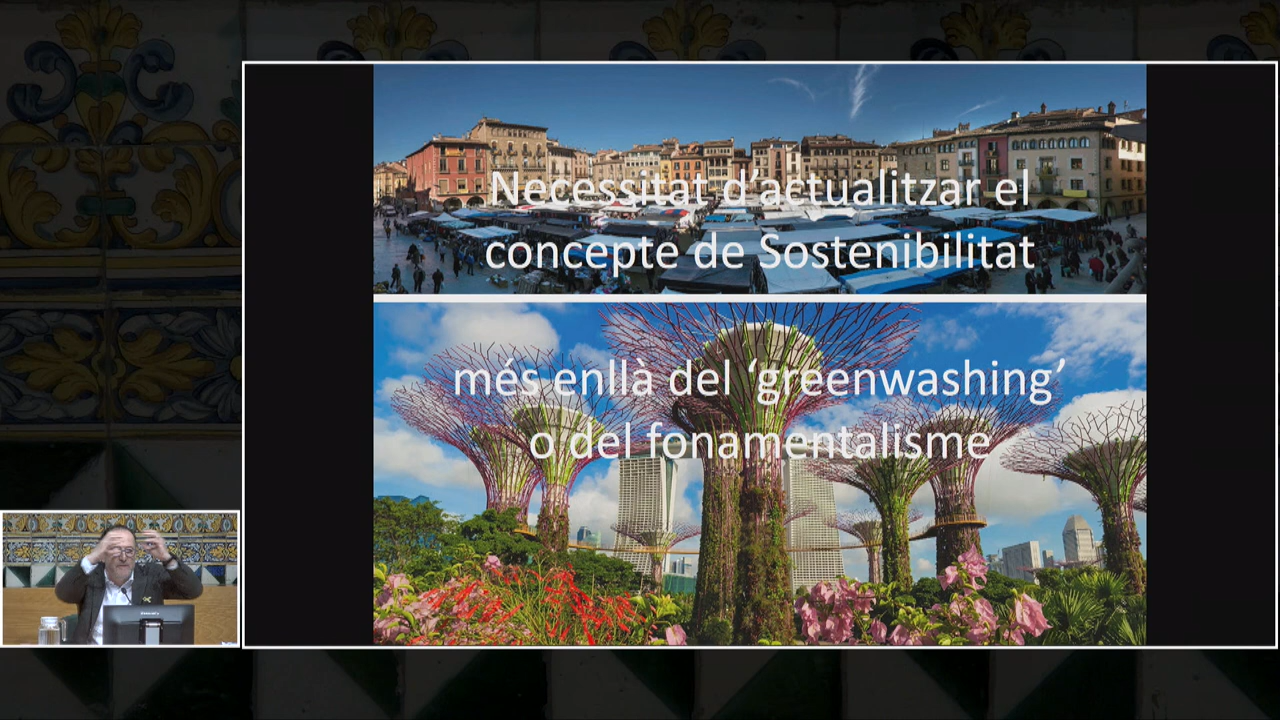 Necessitat d'actualitzar el
concepte de Sostenibilitat
més enllà del ‘greenwashing’
o del fonamentalisme